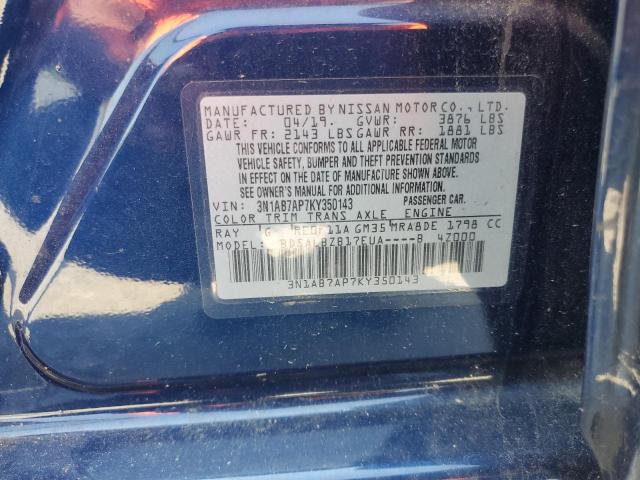 MANUFACTURED BY NISSAN MOTOR CO., LTD.
DATE: 04/19. GVWR: 3876 LBS
GAWR FR: 2143 LBS GAWR RR: 1881 LBS
THIS VEHICLE CONFORMS TO ALL APPLICABLE FEDERAL MOTOR
VEHICLE SAFETY, BUMPER AND THEFT PREVENTION STANDARDS
IN EFFECT ON THE DATE OF MANUFACTURE SHOWN ABOVE.
SEE OWNER'S MANUAL FOR ADDITIONAL INFORMATION.
VIN: 3N1AB7AP7KY350143 PASSENGER CAR.
COLOR TRIM TRANS AXLE ENGINE
RAY G RE0F11A GM35 MRA8DE 1798 CC
MODEL: BDSALBZB17EUA----B 4Z000
3N1AB7AP7KY350143